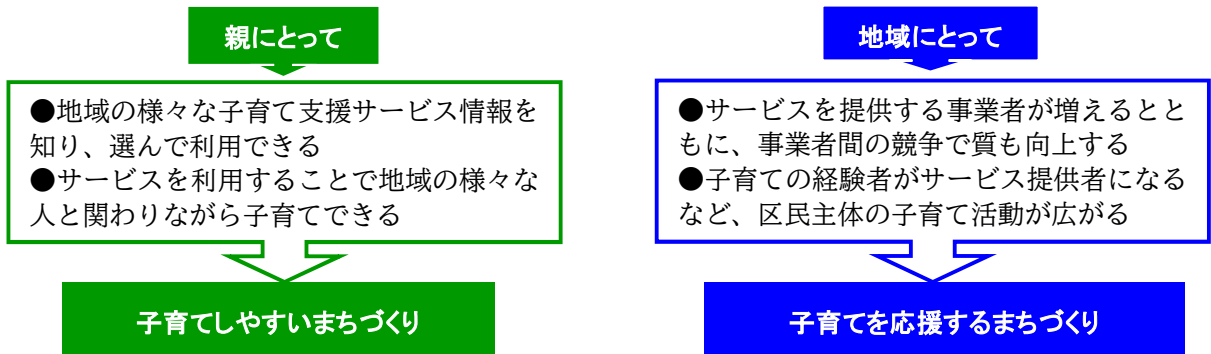 親にとって
●地域の様々な子育て支援サービス情報を
知り、選んで利用できる
●サービスを利用することで地域の様々な
人と関わりながら子育てできる
子育てしやすいまちづくり
地域にとって
●サービスを提供する事業者が増えるとと
もに、事業者間の競争で質も向上する
●子育ての経験者がサービス提供者になる
など、区民主体の子育て活動が広がる
子育てを応援するまちづくり